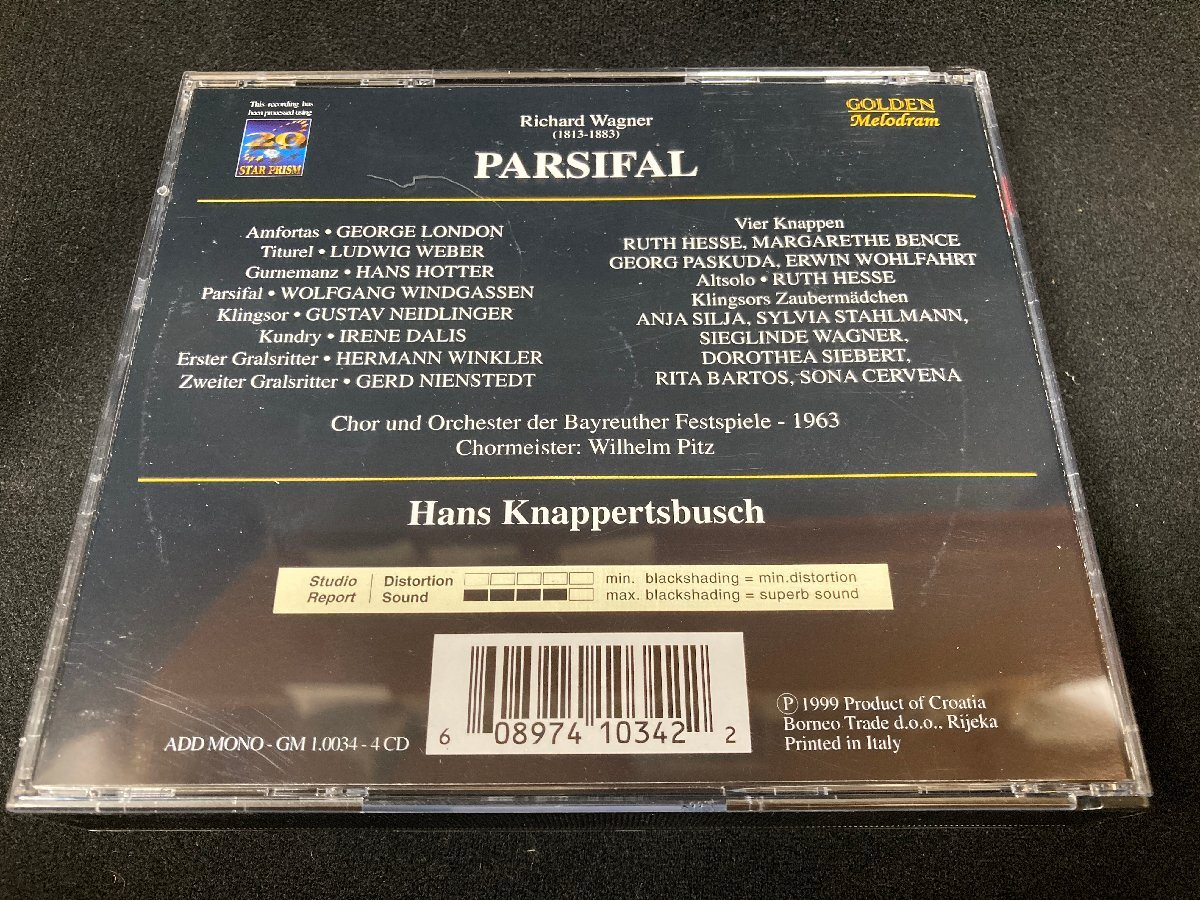 This recording has
been processed using
20
STAR PRISM
Richard Wagner
(1813-1883)
PARSIFAL
GOLDEN
Melodram
Amfortas • GEORGE LONDON
Titurel • LUDWIG WEBER
Gurnemanz • HANS HOTTER
Parsifal • WOLFGANG WINDGASSEN
Klingsor • GUSTAV NEIDLINGER
Kundry • IRENE DALIS
Erster Gralsritter • HERMANN WINKLER
Zweiter Gralsritter • GERD NIENSTEDT
Vier Knappen
RUTH HESSE, MARGARETHE BENCE
GEORG PASKUDA, ERWIN WOHLFAHRT
Altsolo • RUTH HESSE
Klingsors Zaubermädchen
ANJA SILJA, SYLVIA STAHLMANN,
SIEGLINDE WAGNER,
DOROTHEA SIEBERT,
RITA BARTOS, SONA CERVENA
Chor und Orchester der Bayreuther Festspiele - 1963
Chormeister: Wilhelm Pitz
Hans Knappertsbusch
Studio Distortion min. blackshading = min.distortion
Report Sound max. blackshading = superb sound
ADD MONO - GM 1.0034 - 4 CD
6 08974 10342 2
Ⓟ 1999 Product of Croatia
Borneo Trade d.o.o., Rijeka
Printed in Italy